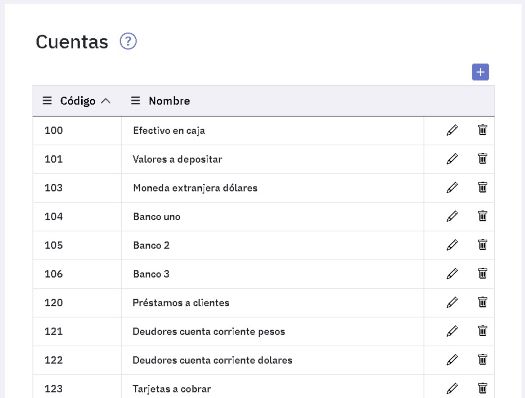 Cuentas ?
+
Código Nombre
100 Efectivo en caja
101 Valores a depositar
103 Moneda extranjera dólares
104 Banco uno
105 Banco 2
106 Banco 3
120 Préstamos a clientes
121 Deudores cuenta corriente pesos
122 Deudores cuenta corriente dolares
123 Tarjetas a cobrar